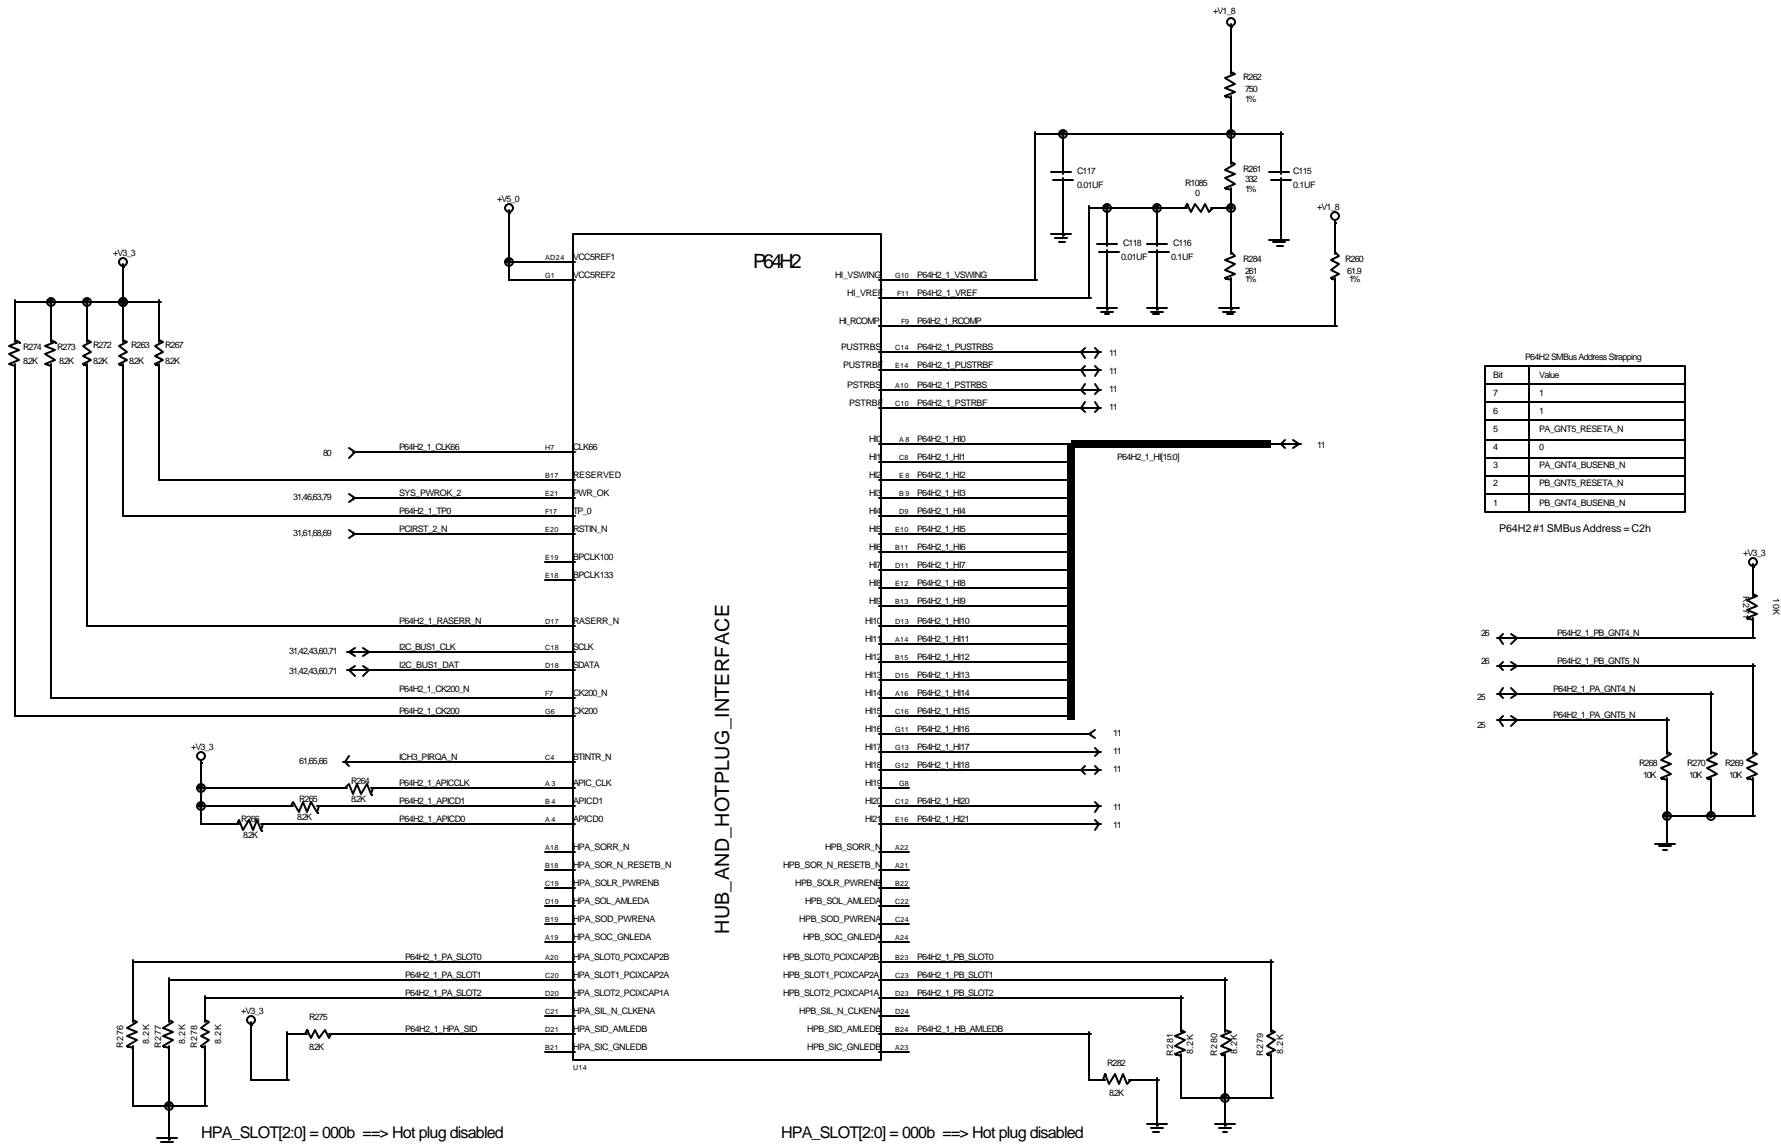 +V1_8
R262
750
1%
C117
0.01UF
R1085
0
R261
332
1%
C115
0.1UF
+V1_8
C118
0.01UF
C116
0.1UF
R284
261
1%
R260
61.9
1%
+V5_0
+V3_3
R274
8.2K
R273
8.2K
R272
8.2K
R263
8.2K
R267
8.2K
P64H2
HUB_AND_HOTPLUG_INTERFACE
U14
AD24 VCC5REF1
G1 VCC5REF2
80 P64H2_1_CLK66 H7 CLK66
B17 RESERVED
31,46,63,79 SYS_PWROK_2 E21 PWR_OK
P64H2_1_TP0 F17 TP_0
31,61,68,69 PCIRST_2_N E20 RSTIN_N
E19 BPCLK100
E18 BPCLK133
P64H2_1_RASERR_N D17 RASERR_N
31,42,43,60,71 I2C_BUS1_CLK C18 SCLK
31,42,43,60,71 I2C_BUS1_DAT D18 SDATA
P64H2_1_CK200_N F7 CK200_N
P64H2_1_CK200 G6 CK200
+V3_3
61,65,66 ICH3_PIRQA_N C4 BTINTR_N
R264 8.2K P64H2_1_APICCLK A3 APIC_CLK
R265 8.2K P64H2_1_APICD1 B4 APICD1
R266 8.2K P64H2_1_APICD0 A4 APICD0
A18 HPA_SORR_N
B18 HPA_SOR_N_RESETB_N
C19 HPA_SOLR_PWRENB
D19 HPA_SOL_AMLEDA
B19 HPA_SOD_PWRENA
A19 HPA_SOC_GNLEDA
P64H2_1_PA_SLOT0 A20 HPA_SLOT0_PCIXCAP2B
P64H2_1_PA_SLOT1 C20 HPA_SLOT1_PCIXCAP2A
P64H2_1_PA_SLOT2 D20 HPA_SLOT2_PCIXCAP1A
C21 HPA_SIL_N_CLKENA
P64H2_1_HPA_SID D21 HPA_SID_AMLEDB
B21 HPA_SIC_GNLEDB
R276 8.2K
R277 8.2K
R278 8.2K
+V3_3
R275
8.2K
HPA_SLOT[2:0] = 000b ==> Hot plug disabled
HI_VSWING G10 P64H2_1_VSWING
HI_VREF F11 P64H2_1_VREF
HI_RCOMP F9 P64H2_1_RCOMP
PUSTRBS C14 P64H2_1_PUSTRBS 11
PUSTRBF E14 P64H2_1_PUSTRBF 11
PSTRBS A10 P64H2_1_PSTRBS 11
PSTRBF C10 P64H2_1_PSTRBF 11
HI0 A8 P64H2_1_HI0
HI1 C8 P64H2_1_HI1
HI2 E8 P64H2_1_HI2
HI3 B9 P64H2_1_HI3
HI4 D9 P64H2_1_HI4
HI5 E10 P64H2_1_HI5
HI6 B11 P64H2_1_HI6
HI7 D11 P64H2_1_HI7
HI8 E12 P64H2_1_HI8
HI9 B13 P64H2_1_HI9
HI10 D13 P64H2_1_HI10
HI11 A14 P64H2_1_HI11
HI12 B15 P64H2_1_HI12
HI13 D15 P64H2_1_HI13
HI14 A16 P64H2_1_HI14
HI15 C16 P64H2_1_HI15
P64H2_1_HI[15:0] 11
HI16 G11 P64H2_1_HI16 11
HI17 G13 P64H2_1_HI17 11
HI18 G12 P64H2_1_HI18 11
HI19 G8
HI20 C12 P64H2_1_HI20 11
HI21 E16 P64H2_1_HI21 11
HPB_SORR_N A22
HPB_SOR_N_RESETB_N A21
HPB_SOLR_PWRENB B22
HPB_SOL_AMLEDA C22
HPB_SOD_PWRENA C24
HPB_SOC_GNLEDA A24
HPB_SLOT0_PCIXCAP2B B23 P64H2_1_PB_SLOT0
HPB_SLOT1_PCIXCAP2A C23 P64H2_1_PB_SLOT1
HPB_SLOT2_PCIXCAP1A D23 P64H2_1_PB_SLOT2
HPB_SIL_N_CLKENA D24
HPB_SID_AMLEDB B24 P64H2_1_HB_AMLEDB
HPB_SIC_GNLEDB A23
R281 8.2K
R280 8.2K
R279 8.2K
R282
8.2K
HPA_SLOT[2:0] = 000b ==> Hot plug disabled
P64H2 SMBus Address Strapping
Bit Value
7 1
6 1
5 PA_GNT5_RESETA_N
4 0
3 PA_GNT4_BUSENB_N
2 PB_GNT5_RESETA_N
1 PB_GNT4_BUSENB_N
P64H2 #1 SMBus Address = C2h
+V3_3
10K
26 P64H2_1_PB_GNT4_N
26 P64H2_1_PB_GNT5_N
25 P64H2_1_PA_GNT4_N
25 P64H2_1_PA_GNT5_N
R268
10K
R270
10K
R269
10K